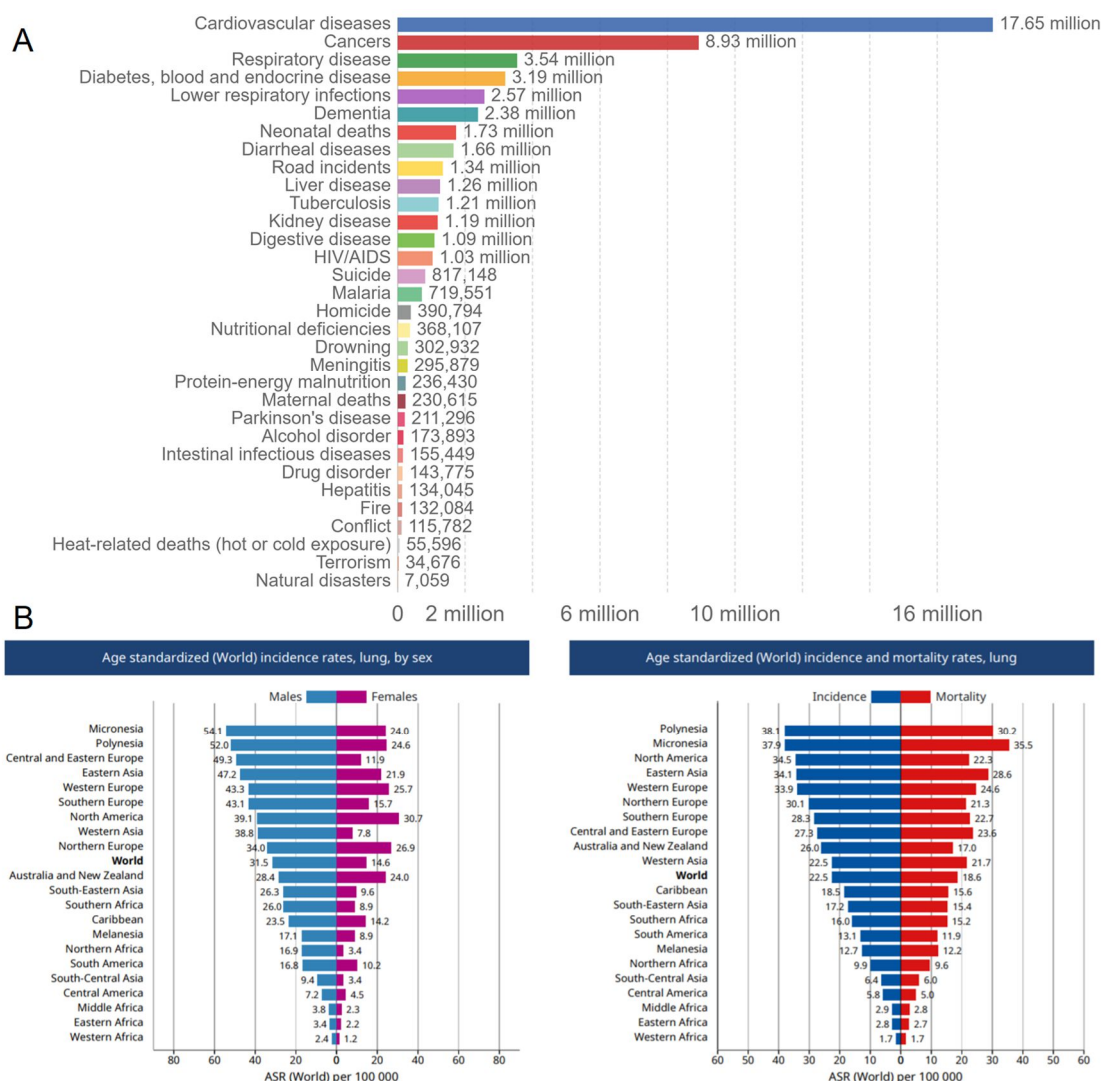 A
Cardiovascular diseases 17.65 million
Cancers 8.93 million
Respiratory disease 3.54 million
Diabetes, blood and endocrine disease 3.19 million
Lower respiratory infections 2.57 million
Dementia 2.38 million
Neonatal deaths 1.73 million
Diarrheal diseases 1.66 million
Road incidents 1.34 million
Liver disease 1.26 million
Tuberculosis 1.21 million
Kidney disease 1.19 million
Digestive disease 1.09 million
HIV/AIDS 1.03 million
Suicide 817,148
Malaria 719,551
Homicide 390,794
Nutritional deficiencies 368,107
Drowning 302,932
Meningitis 295,879
Protein-energy malnutrition 236,430
Maternal deaths 230,615
Parkinson's disease 211,296
Alcohol disorder 173,893
Intestinal infectious diseases 155,449
Drug disorder 143,775
Hepatitis 134,045
Fire 132,084
Conflict 115,782
Heat-related deaths (hot or cold exposure) 55,596
Terrorism 34,676
Natural disasters 7,059
0 2 million 6 million 10 million 16 million
B
Age standardized (World) incidence rates, lung, by sex
Males Females
Micronesia 54.1 24.0
Polynesia 52.0 24.6
Central and Eastern Europe 49.3 11.9
Eastern Asia 47.2 21.9
Western Europe 43.3 25.7
Southern Europe 43.1 15.7
North America 39.1 30.7
Western Asia 38.8 7.8
Northern Europe 34.0 26.9
World 31.5 14.6
Australia and New Zealand 28.4 24.0
South-Eastern Asia 26.3 9.6
Southern Africa 26.0 8.9
Caribbean 23.5 14.2
Melanesia 17.1 8.9
Northern Africa 16.9 3.4
South America 16.8 10.2
South-Central Asia 9.4 3.4
Central America 7.2 4.5
Middle Africa 3.8 2.3
Eastern Africa 3.4 2.2
Western Africa 2.4 1.2
80 60 40 20 0 20 40 60 80
ASR (World) per 100 000
Age standardized (World) incidence and mortality rates, lung
Incidence Mortality
Polynesia 38.1 30.2
Micronesia 37.9 35.5
North America 34.5 22.3
Eastern Asia 34.1 28.6
Western Europe 33.9 24.6
Northern Europe 30.1 21.3
Southern Europe 28.3 22.7
Central and Eastern Europe 27.3 23.6
Australia and New Zealand 26.0 17.0
Western Asia 22.5 21.7
World 22.5 18.6
Caribbean 18.5 15.6
South-Eastern Asia 17.2 15.4
Southern Africa 16.0 15.2
South America 13.1 11.9
Melanesia 12.7 12.2
Northern Africa 9.9 9.6
South-Central Asia 6.4 6.0
Central America 5.8 5.0
Middle Africa 2.9 2.8
Eastern Africa 2.8 2.7
Western Africa 1.7 1.7
60 50 40 30 20 10 0 10 20 30 40 50 60
ASR (World) per 100 000